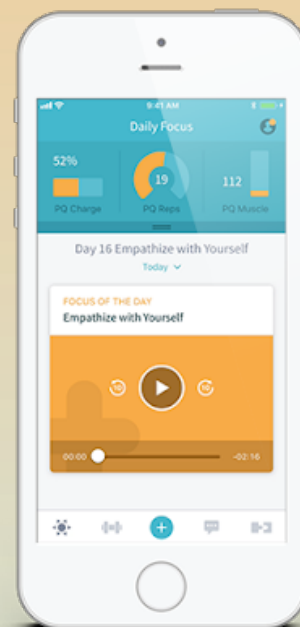 9:41 AM
Daily Focus
52%
19
112
PQ Charge
PQ Reps
PQ Muscle
Day 16 Empathize with Yourself
Today
FOCUS OF THE DAY
Empathize with Yourself
10
10
00:00
-02:16